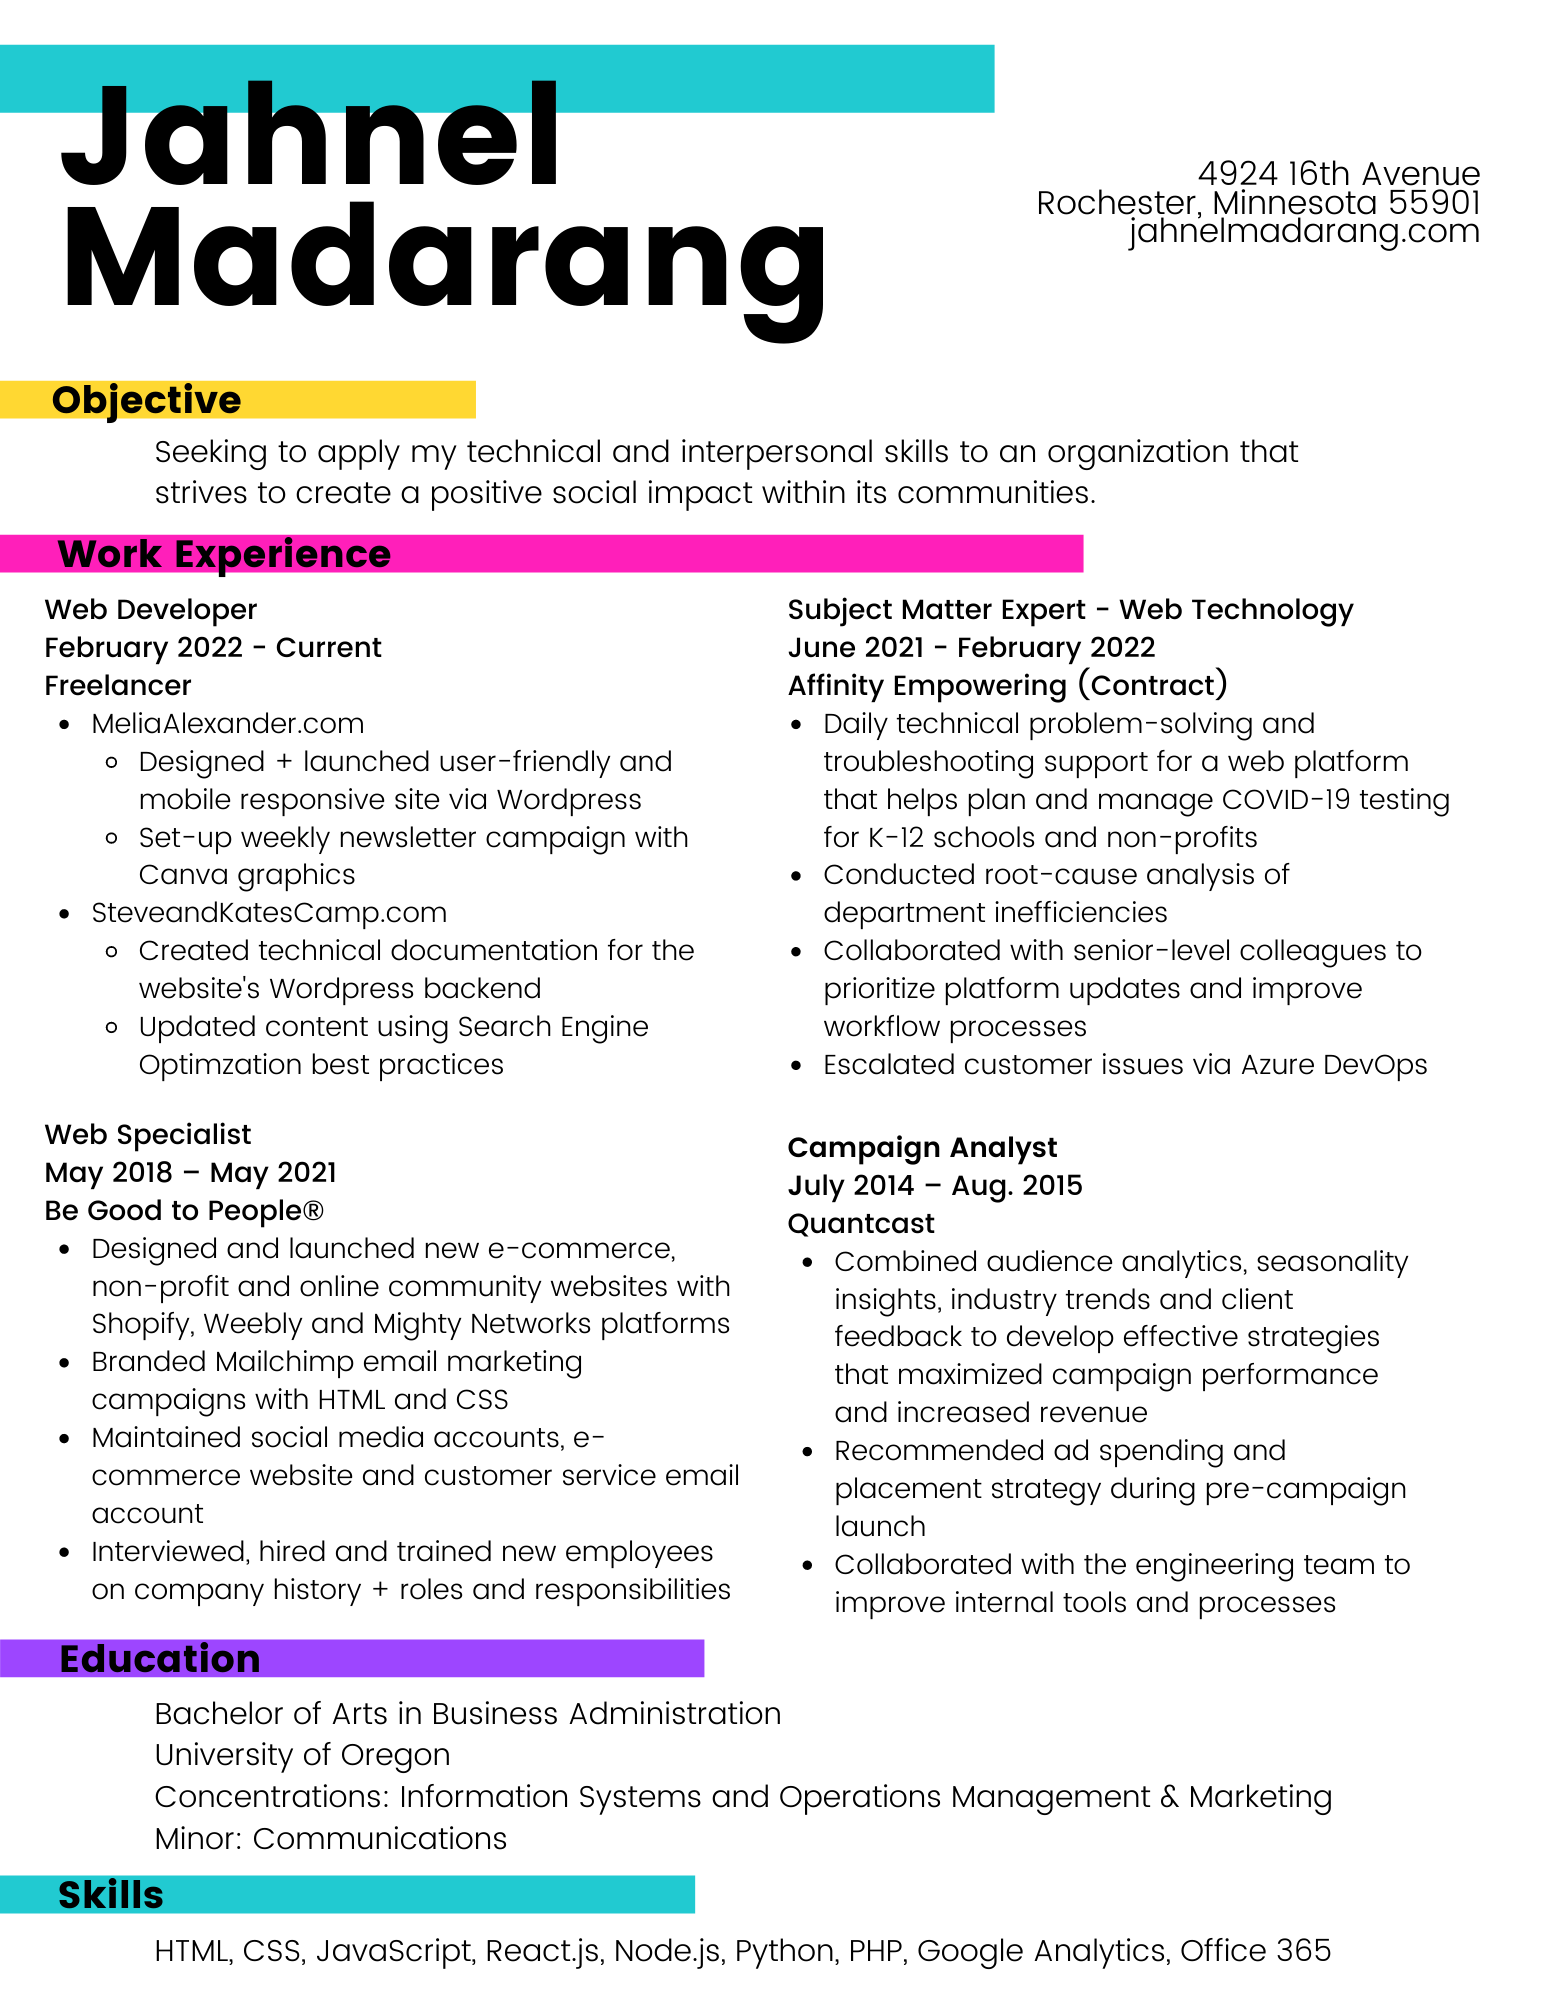 Jahnel
Madarang
4924 16th Avenue
Rochester, Minnesota 55901
jahnelmadarang.com
Objective
Seeking to apply my technical and interpersonal skills to an organization that
strives to create a positive social impact within its communities.
Work Experience
Web Developer
February 2022 - Current
Freelancer
• MeliaAlexander.com
◦ Designed + launched user-friendly and
mobile responsive site via Wordpress
◦ Set-up weekly newsletter campaign with
Canva graphics
• SteveandKatesCamp.com
◦ Created technical documentation for the
website's Wordpress backend
◦ Updated content using Search Engine
Optimzation best practices
Web Specialist
May 2018 – May 2021
Be Good to People®
• Designed and launched new e-commerce,
non-profit and online community websites with
Shopify, Weebly and Mighty Networks platforms
• Branded Mailchimp email marketing
campaigns with HTML and CSS
• Maintained social media accounts, e-
commerce website and customer service email
account
• Interviewed, hired and trained new employees
on company history + roles and responsibilities
Subject Matter Expert - Web Technology
June 2021 - February 2022
Affinity Empowering (Contract)
• Daily technical problem-solving and
troubleshooting support for a web platform
that helps plan and manage COVID-19 testing
for K-12 schools and non-profits
• Conducted root-cause analysis of
department inefficiencies
• Collaborated with senior-level colleagues to
prioritize platform updates and improve
workflow processes
• Escalated customer issues via Azure DevOps
Campaign Analyst
July 2014 – Aug. 2015
Quantcast
• Combined audience analytics, seasonality
insights, industry trends and client
feedback to develop effective strategies
that maximized campaign performance
and increased revenue
• Recommended ad spending and
placement strategy during pre-campaign
launch
• Collaborated with the engineering team to
improve internal tools and processes
Education
Bachelor of Arts in Business Administration
University of Oregon
Concentrations: Information Systems and Operations Management & Marketing
Minor: Communications
Skills
HTML, CSS, JavaScript, React.js, Node.js, Python, PHP, Google Analytics, Office 365